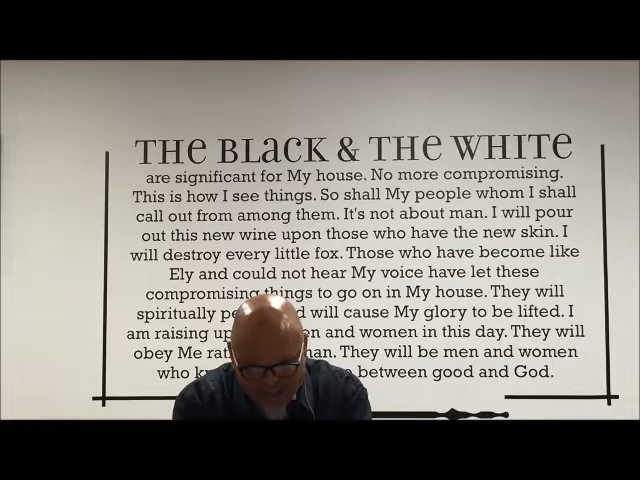 THE BLACK & THE WHITE
are significant for My house. No more compromising.
This is how I see things. So shall My people whom I shall
call out from among them. It's not about man. I will pour
out this new wine upon those who have the new skin. I
will destroy every little fox. Those who have become like
Ely and could not hear My voice have let these
compromising things to go on in My house. They will
spiritually pe d will cause My glory to be lifted. I
am raising up en and women in this day. They will
obey Me rat man. They will be men and women
who kn between good and God.